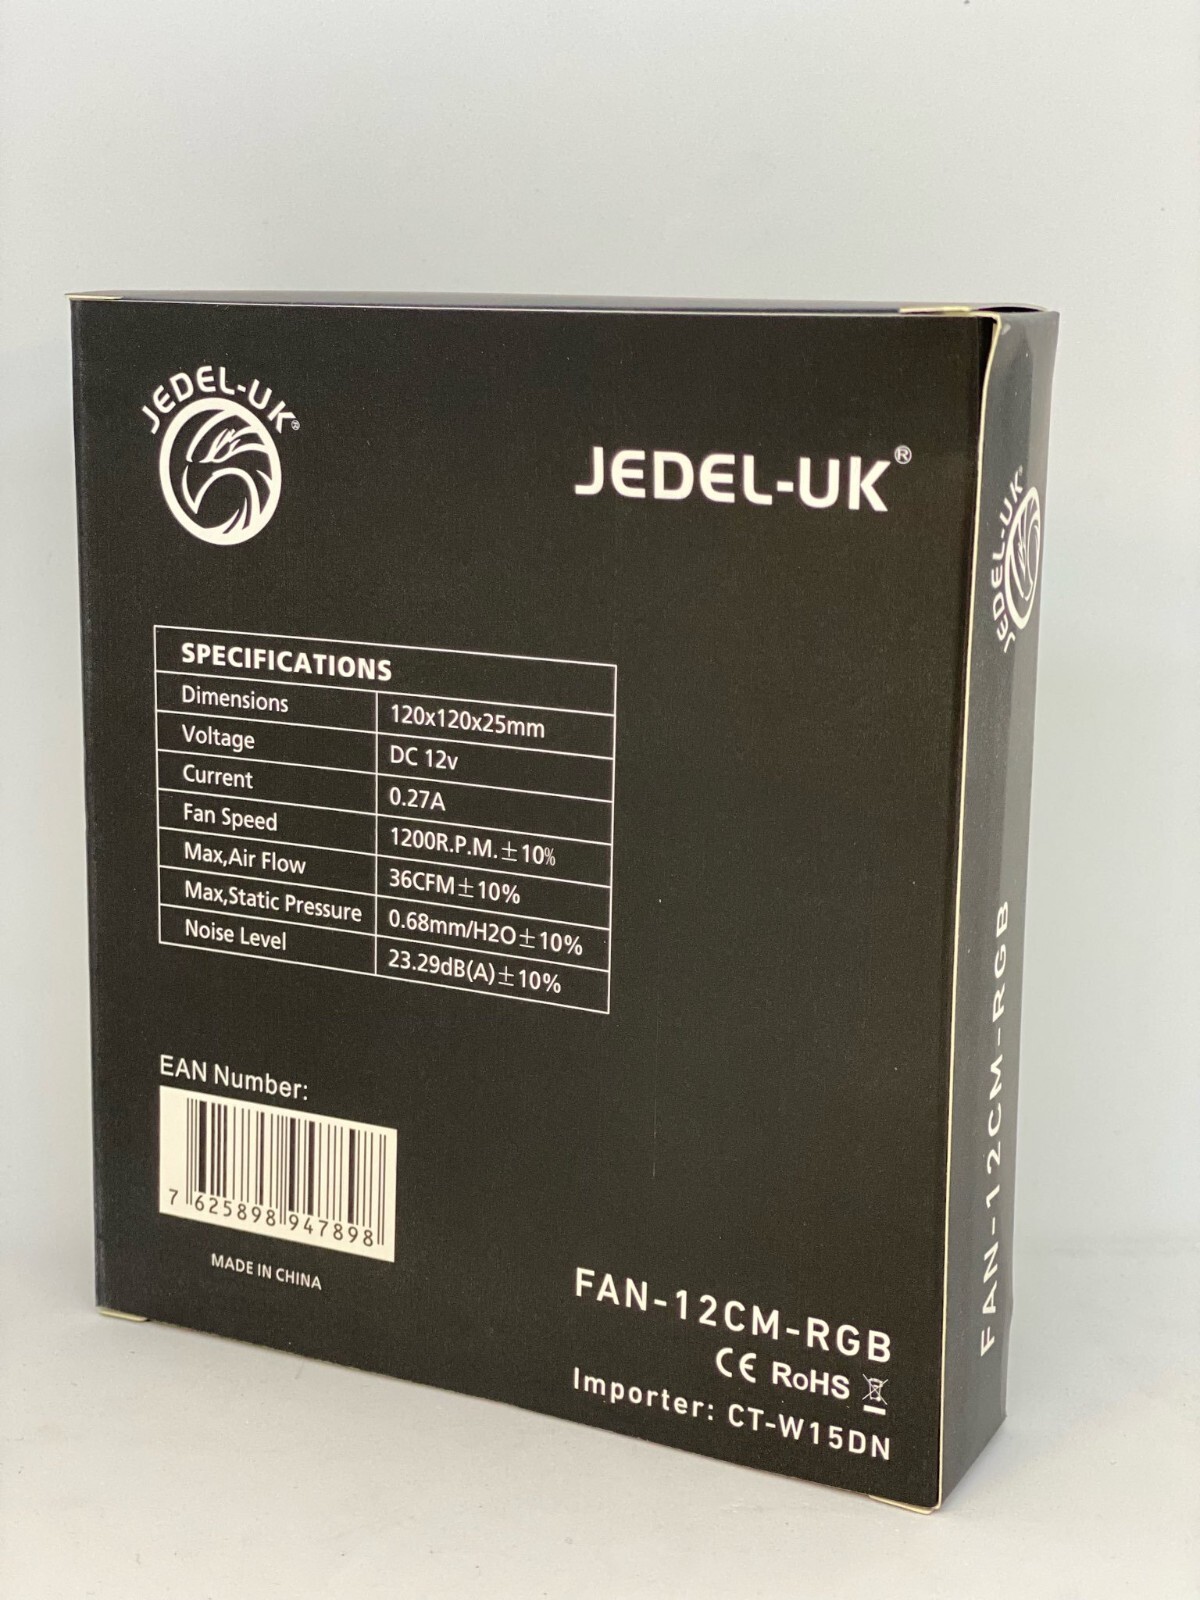 JEDEL-UK®
JEDEL-UK®
SPECIFICATIONS
Dimensions 120x120x25mm
Voltage DC 12v
Current 0.27A
Fan Speed 1200R.P.M.±10%
Max,Air Flow 36CFM±10%
Max,Static Pressure 0.68mm/H2O±10%
Noise Level 23.29dB(A)±10%
EAN Number:
7 625898 947898
MADE IN CHINA
FAN-12CM-RGB
CE RoHS
Importer: CT-W15DN
JEDEL-UK®
FAN-12CM-RGB